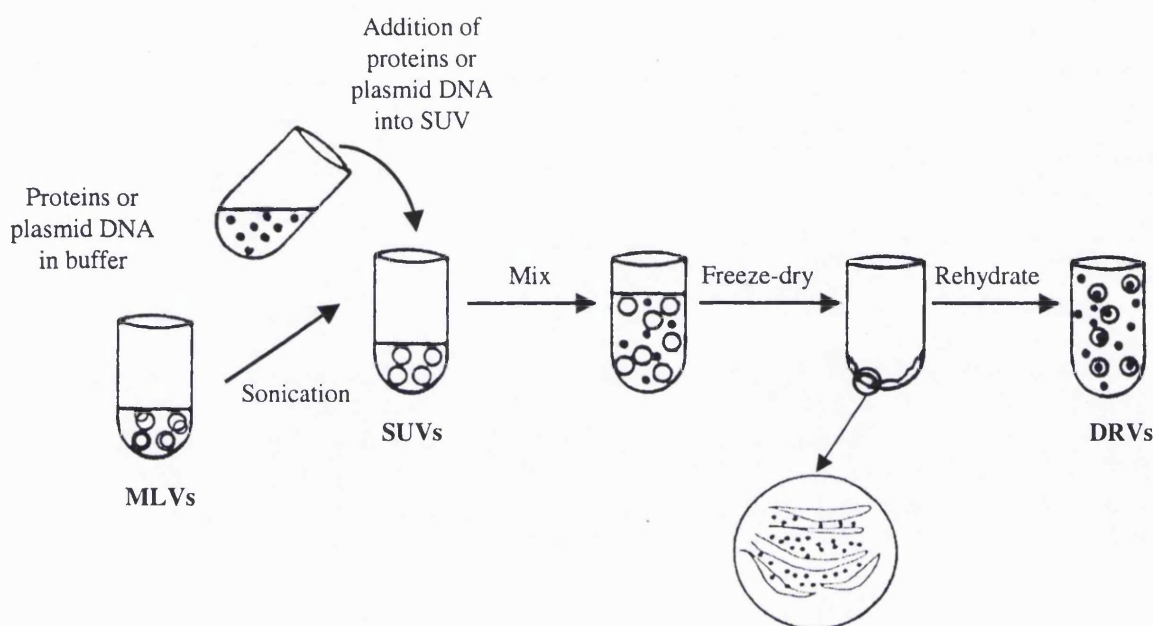 Addition of
proteins or
plasmid DNA
into SUV
Proteins or
plasmid DNA
in buffer
Mix
Freeze-dry
Rehydrate
Sonication
SUVs
DRVs
MLVs